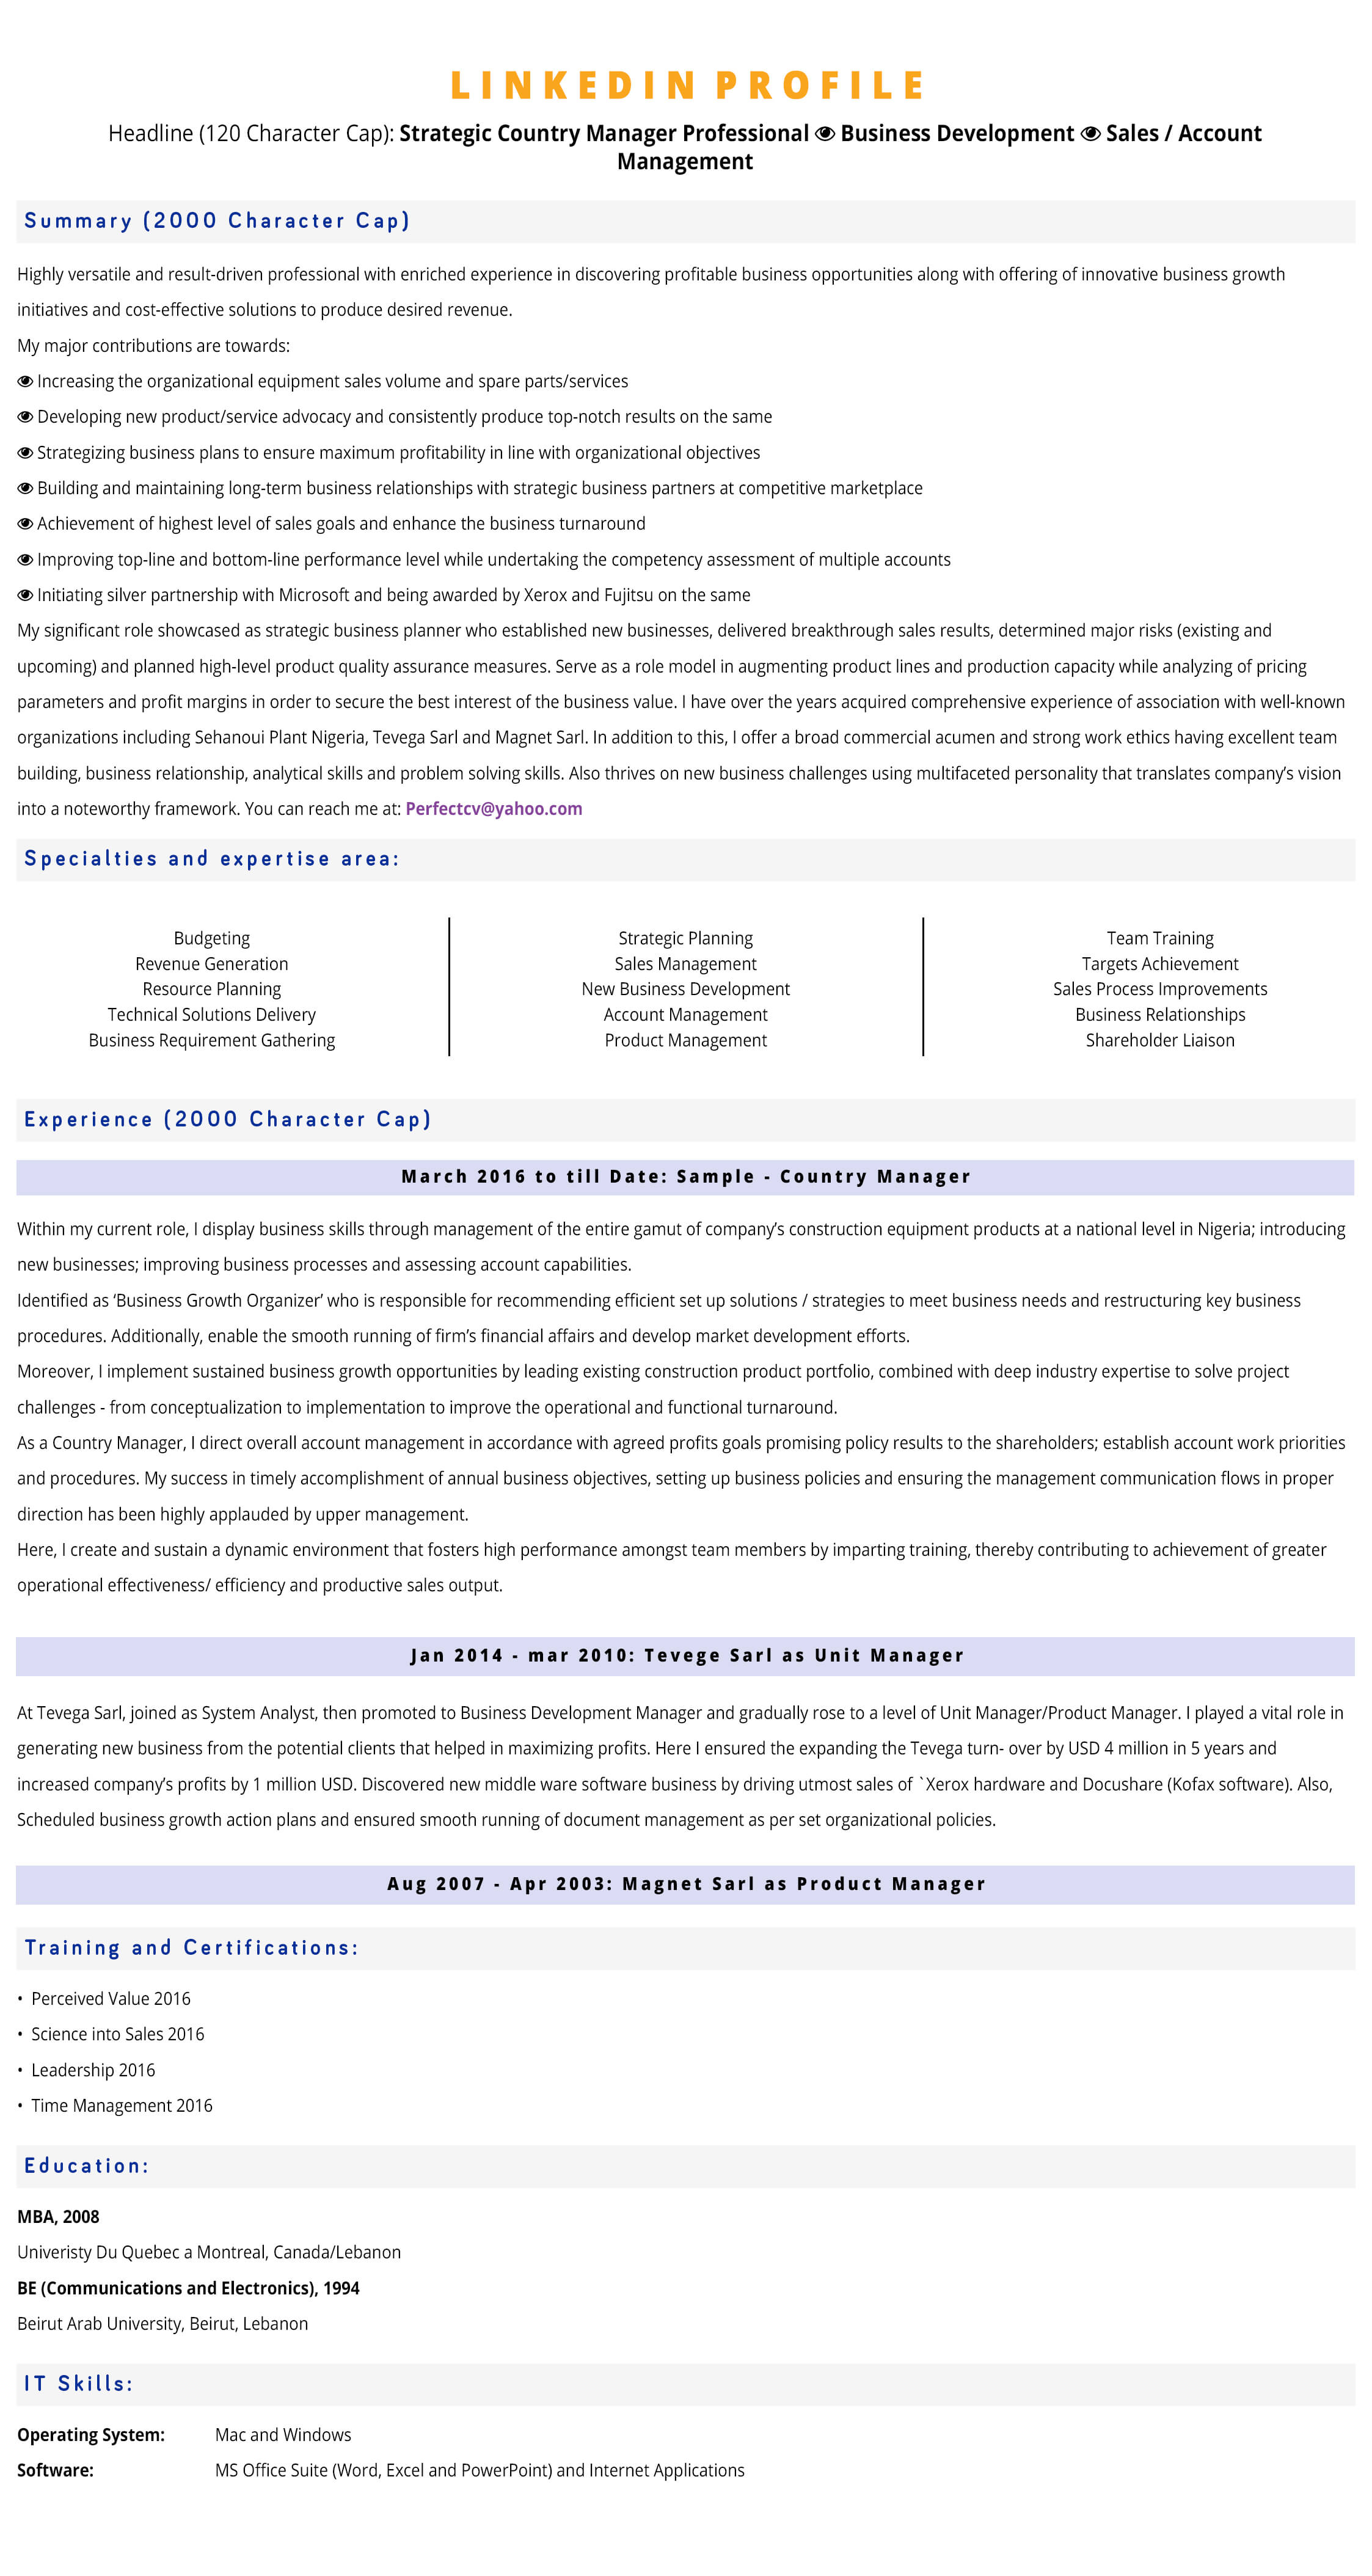 LINKEDIN PROFILE
Headline (120 Character Cap): Strategic Country Manager Professional 👁 Business Development 👁 Sales / Account
Management
Summary (2000 Character Cap)
Highly versatile and result-driven professional with enriched experience in discovering profitable business opportunities along with offering of innovative business growth
initiatives and cost-effective solutions to produce desired revenue.
My major contributions are towards:
👁 Increasing the organizational equipment sales volume and spare parts/services
👁 Developing new product/service advocacy and consistently produce top-notch results on the same
👁 Strategizing business plans to ensure maximum profitability in line with organizational objectives
👁 Building and maintaining long-term business relationships with strategic business partners at competitive marketplace
👁 Achievement of highest level of sales goals and enhance the business turnaround
👁 Improving top-line and bottom-line performance level while undertaking the competency assessment of multiple accounts
👁 Initiating silver partnership with Microsoft and being awarded by Xerox and Fujitsu on the same
My significant role showcased as strategic business planner who established new businesses, delivered breakthrough sales results, determined major risks (existing and
upcoming) and planned high-level product quality assurance measures. Serve as a role model in augmenting product lines and production capacity while analyzing of pricing
parameters and profit margins in order to secure the best interest of the business value. I have over the years acquired comprehensive experience of association with well-known
organizations including Sehanoui Plant Nigeria, Tevega Sarl and Magnet Sarl. In addition to this, I offer a broad commercial acumen and strong work ethics having excellent team
building, business relationship, analytical skills and problem solving skills. Also thrives on new business challenges using multifaceted personality that translates company's vision
into a noteworthy framework. You can reach me at: Perfectcv@yahoo.com
Specialties and expertise area:
Budgeting
Revenue Generation
Resource Planning
Technical Solutions Delivery
Business Requirement Gathering
Strategic Planning
Sales Management
New Business Development
Account Management
Product Management
Team Training
Targets Achievement
Sales Process Improvements
Business Relationships
Shareholder Liaison
Experience (2000 Character Cap)
March 2016 to till Date: Sample - Country Manager
Within my current role, I display business skills through management of the entire gamut of company's construction equipment products at a national level in Nigeria; introducing
new businesses; improving business processes and assessing account capabilities.
Identified as ‘Business Growth Organizer’ who is responsible for recommending efficient set up solutions / strategies to meet business needs and restructuring key business
procedures. Additionally, enable the smooth running of firm's financial affairs and develop market development efforts.
Moreover, I implement sustained business growth opportunities by leading existing construction product portfolio, combined with deep industry expertise to solve project
challenges - from conceptualization to implementation to improve the operational and functional turnaround.
As a Country Manager, I direct overall account management in accordance with agreed profits goals promising policy results to the shareholders; establish account work priorities
and procedures. My success in timely accomplishment of annual business objectives, setting up business policies and ensuring the management communication flows in proper
direction has been highly applauded by upper management.
Here, I create and sustain a dynamic environment that fosters high performance amongst team members by imparting training, thereby contributing to achievement of greater
operational effectiveness/ efficiency and productive sales output.
Jan 2014 - mar 2010: Tevege Sarl as Unit Manager
At Tevega Sarl, joined as System Analyst, then promoted to Business Development Manager and gradually rose to a level of Unit Manager/Product Manager. I played a vital role in
generating new business from the potential clients that helped in maximizing profits. Here I ensured the expanding the Tevega turn- over by USD 4 million in 5 years and
increased company's profits by 1 million USD. Discovered new middle ware software business by driving utmost sales of `Xerox hardware and Docushare (Kofax software). Also,
Scheduled business growth action plans and ensured smooth running of document management as per set organizational policies.
Aug 2007 - Apr 2003: Magnet Sarl as Product Manager
Training and Certifications:
• Perceived Value 2016
• Science into Sales 2016
• Leadership 2016
• Time Management 2016
Education:
MBA, 2008
Univeristy Du Quebec a Montreal, Canada/Lebanon
BE (Communications and Electronics), 1994
Beirut Arab University, Beirut, Lebanon
IT Skills:
Operating System: Mac and Windows
Software: MS Office Suite (Word, Excel and PowerPoint) and Internet Applications